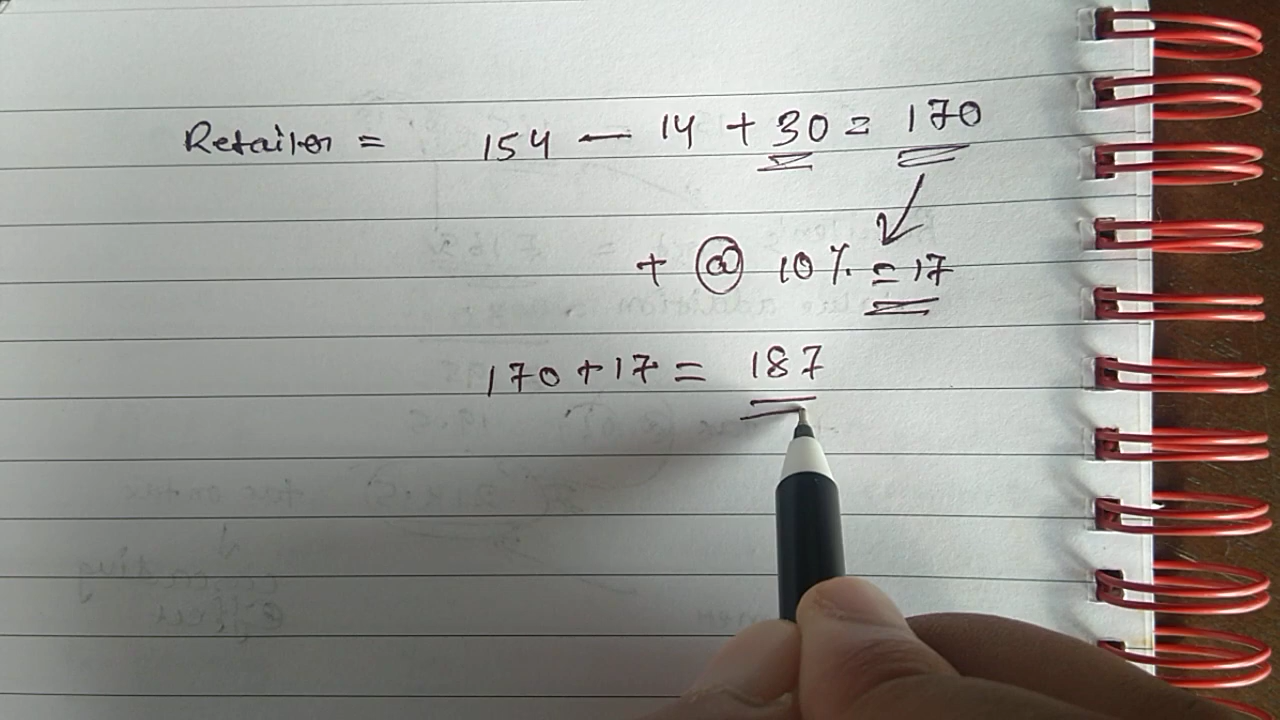 Retailer = 154 - 14 + 30 = 170
+ @ 10% = 17
170 + 17 = 187